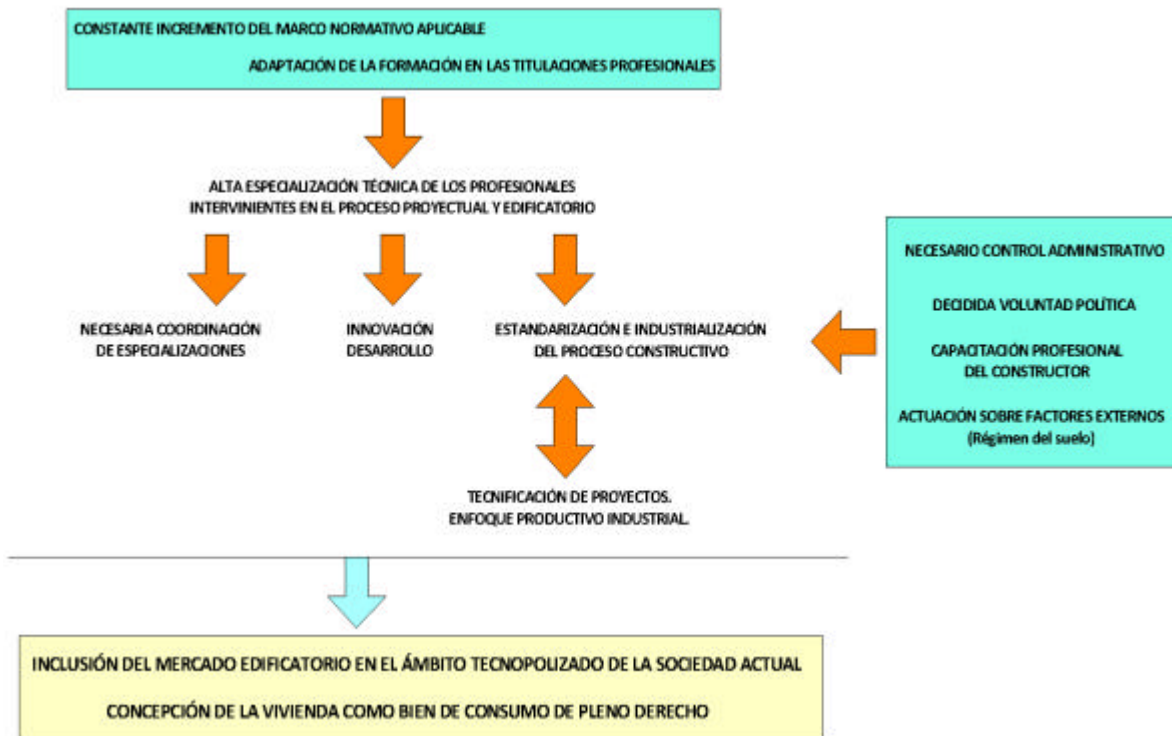 CONSTANTE INCREMENTO DEL MARCO NORMATIVO APLICABLE
ADAPTACIÓN DE LA FORMACIÓN EN LAS TITULACIONES PROFESIONALES
ALTA ESPECIALIZACIÓN TÉCNICA DE LOS PROFESIONALES
INTERVINIENTES EN EL PROCESO PROYECTUAL Y EDIFICATORIO
NECESARIA COORDINACIÓN
DE ESPECIALIZACIONES
INNOVACIÓN
DESARROLLO
ESTANDARIZACIÓN E INDUSTRIALIZACIÓN
DEL PROCESO CONSTRUCTIVO
NECESARIO CONTROL ADMINISTRATIVO
DECIDIDA VOLUNTAD POLÍTICA
CAPACITACIÓN PROFESIONAL
DEL CONSTRUCTOR
ACTUACIÓN SOBRE FACTORES EXTERNOS
(Régimen del suelo)
TECNIFICACIÓN DE PROYECTOS.
ENFOQUE PRODUCTIVO INDUSTRIAL.
INCLUSIÓN DEL MERCADO EDIFICATORIO EN EL ÁMBITO TECNOPOLIZADO DE LA SOCIEDAD ACTUAL
CONCEPCIÓN DE LA VIVIENDA COMO BIEN DE CONSUMO DE PLENO DERECHO